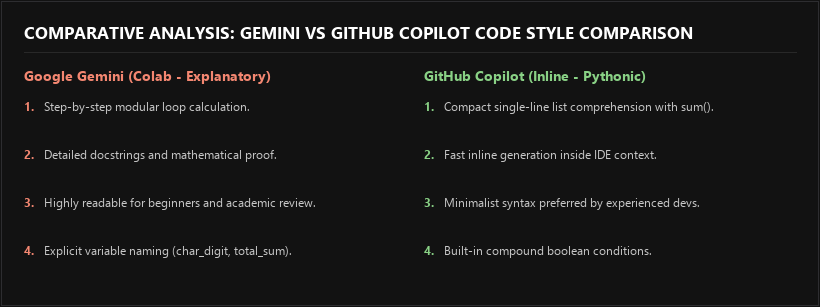 COMPARATIVE ANALYSIS: GEMINI VS GITHUB COPILOT CODE STYLE COMPARISON
Google Gemini (Colab - Explanatory)
1. Step-by-step modular loop calculation.
2. Detailed docstrings and mathematical proof.
3. Highly readable for beginners and academic review.
4. Explicit variable naming (char_digit, total_sum).
GitHub Copilot (Inline - Pythonic)
1. Compact single-line list comprehension with sum().
2. Fast inline generation inside IDE context.
3. Minimalist syntax preferred by experienced devs.
4. Built-in compound boolean conditions.